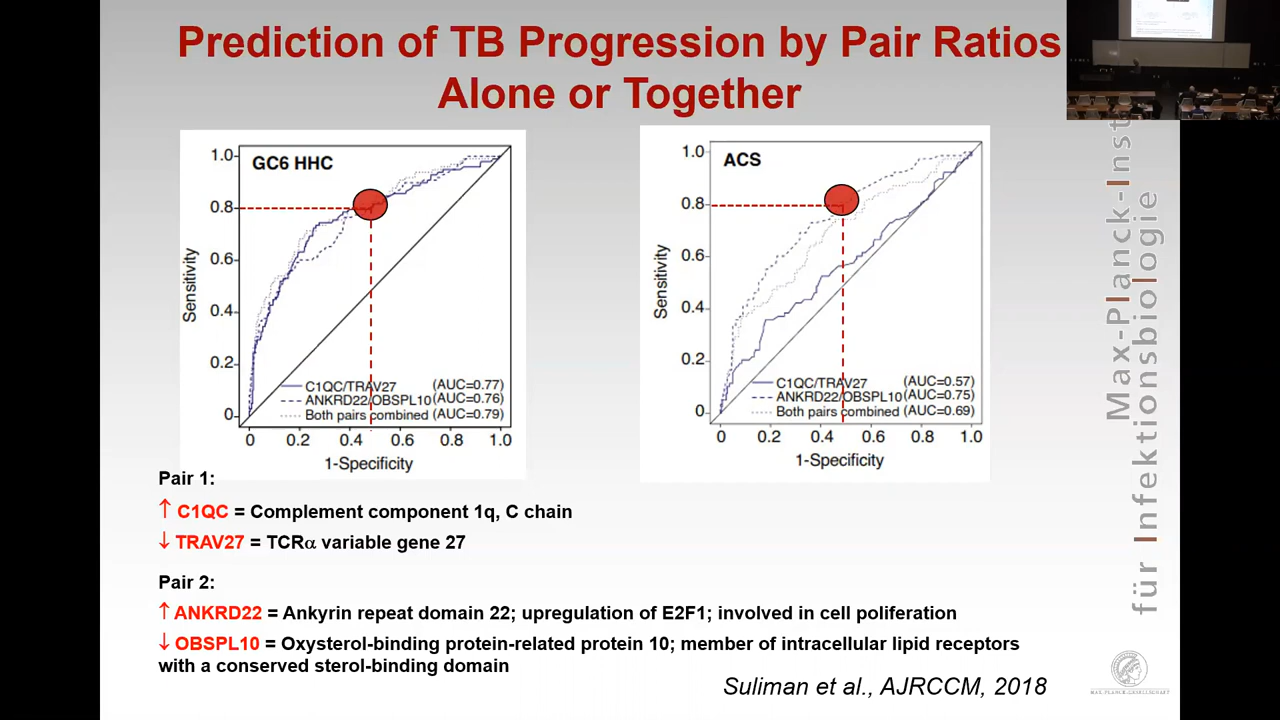 Prediction of TB Progression by Pair Ratios
Alone or Together
GC6 HHC
1.0
0.8
0.6
0.4
0.2
0
Sensitivity
C1QC/TRAV27 (AUC=0.77)
ANKRD22/OBSPL10 (AUC=0.76)
Both pairs combined (AUC=0.79)
0 0.2 0.4 0.6 0.8 1.0
1-Specificity
ACS
1.0
0.8
0.6
0.4
0.2
0
Sensitivity
C1QC/TRAV27 (AUC=0.57)
ANKRD22/OBSPL10 (AUC=0.75)
Both pairs combined (AUC=0.69)
0 0.2 0.4 0.6 0.8 1.0
1-Specificity
Pair 1:
↑ C1QC = Complement component 1q, C chain
↓ TRAV27 = TCRα variable gene 27
Pair 2:
↑ ANKRD22 = Ankyrin repeat domain 22; upregulation of E2F1; involved in cell poliferation
↓ OBSPL10 = Oxysterol-binding protein-related protein 10; member of intracellular lipid receptors
with a conserved sterol-binding domain
Suliman et al., AJRCCM, 2018
Max-Planck-Inst
für Infektionsbiologie
MAX-PLANCK-GESELLSCHAFT